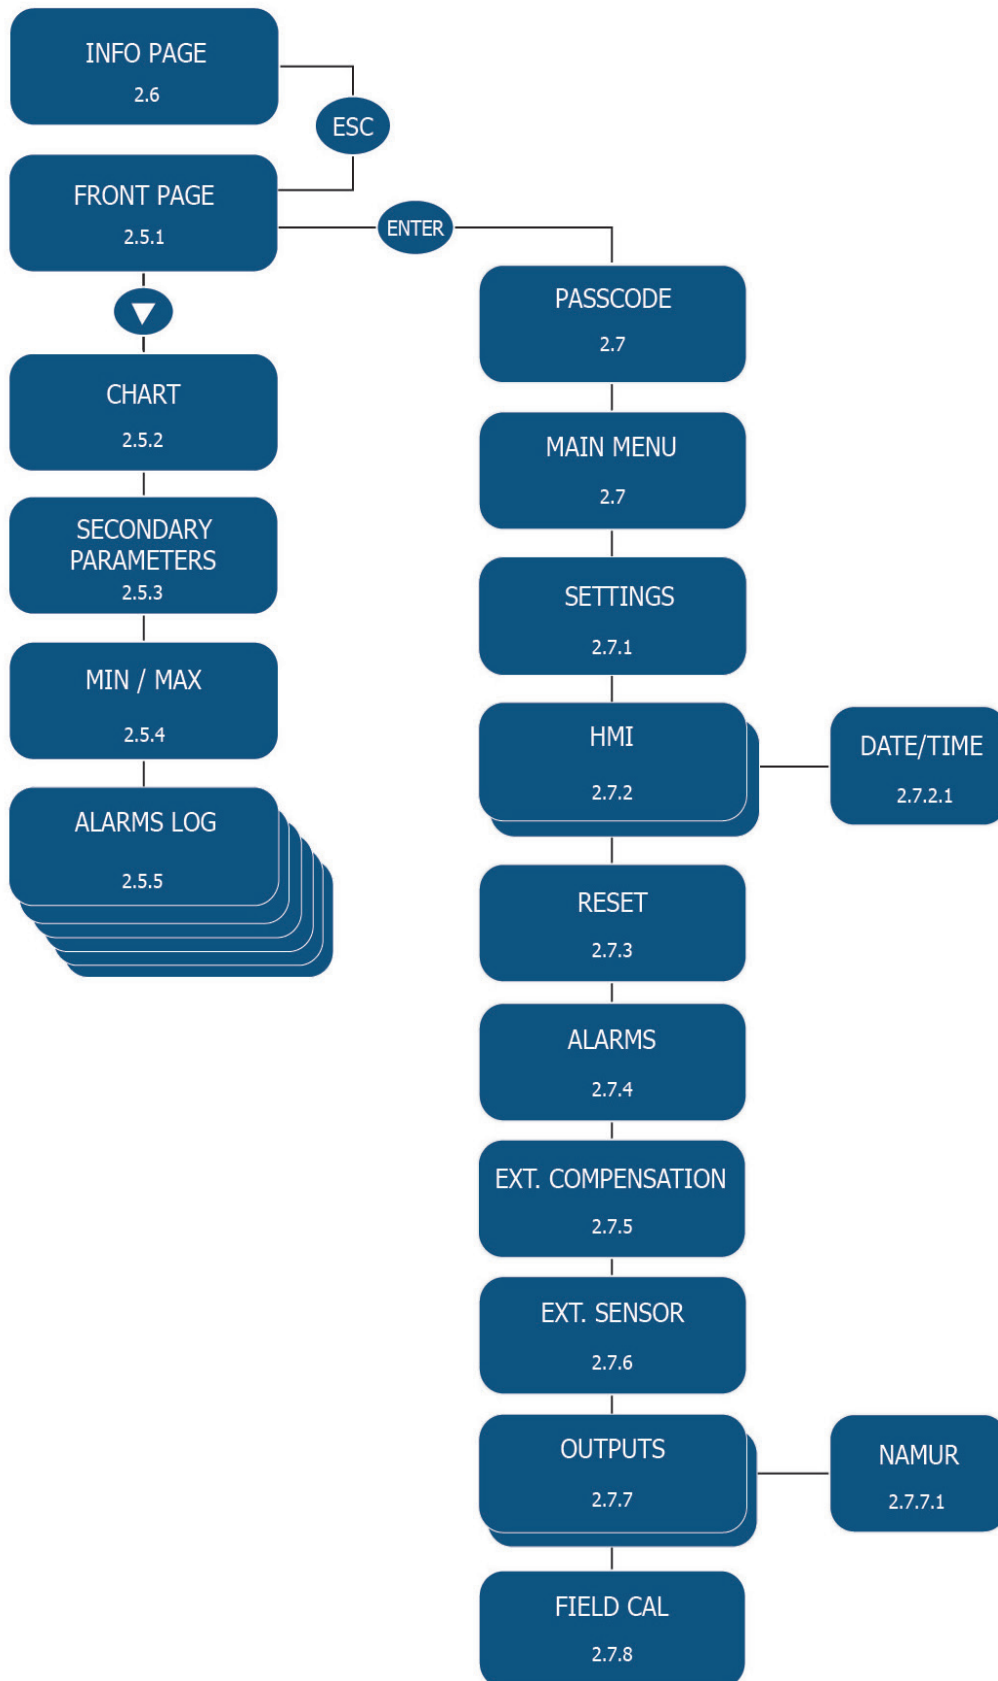 INFO PAGE
2.6
ESC
FRONT PAGE
2.5.1
ENTER
CHART
2.5.2
SECONDARY
PARAMETERS
2.5.3
MIN / MAX
2.5.4
ALARMS LOG
2.5.5
PASSCODE
2.7
MAIN MENU
2.7
SETTINGS
2.7.1
HMI
2.7.2
DATE/TIME
2.7.2.1
RESET
2.7.3
ALARMS
2.7.4
EXT. COMPENSATION
2.7.5
EXT. SENSOR
2.7.6
OUTPUTS
2.7.7
NAMUR
2.7.7.1
FIELD CAL
2.7.8